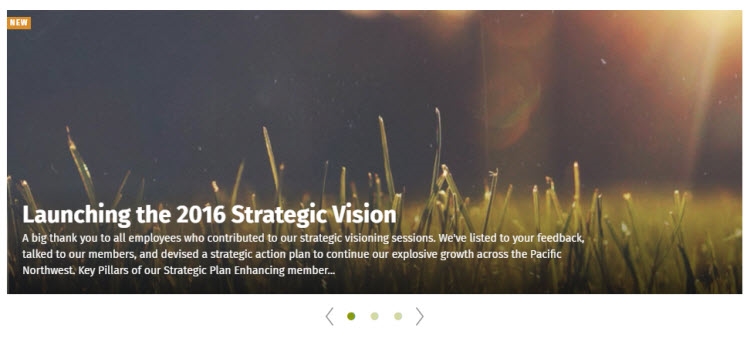 NEW
Launching the 2016 Strategic Vision
A big thank you to all employees who contributed to our strategic visioning sessions. We've listed to your feedback,
talked to our members, and devised a strategic action plan to continue our explosive growth across the Pacific
Northwest. Key Pillars of our Strategic Plan Enhancing member...